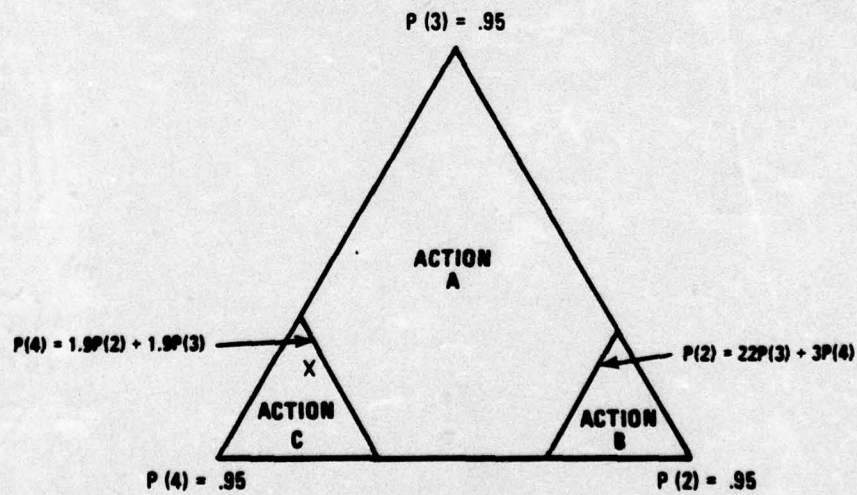 P (3) = .95
ACTION
A
P(4) = 1.9P(2) + 1.9P(3)
P(2) = 22P(3) + 3P(4)
X
ACTION
C
ACTION
B
P (4) = .95
P (2) = .95